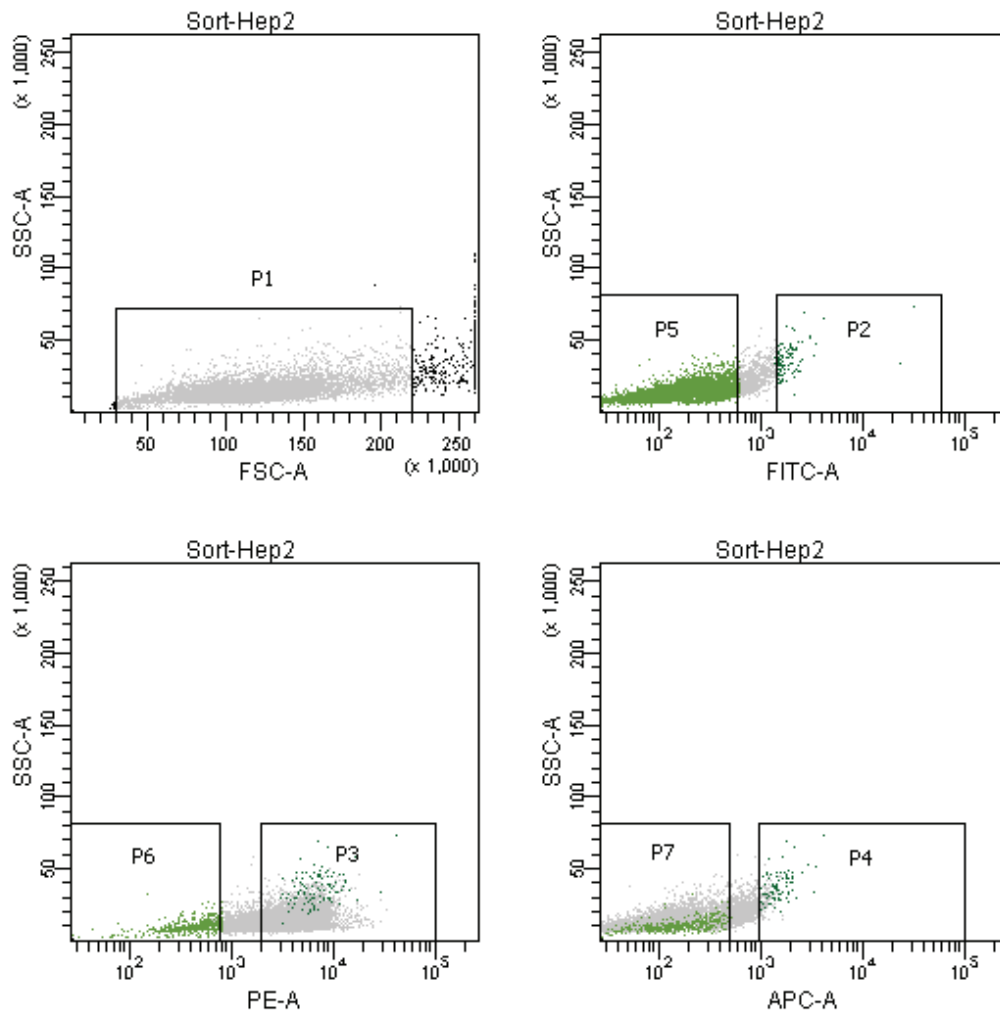 Sort-Hep2
(x 1,000)
250
200
150
100
50
SSC-A
P1
50 100 150 200 250
(x 1,000)
FSC-A
Sort-Hep2
(x 1,000)
250
200
150
100
50
SSC-A
P5 P2
10² 10³ 10⁴ 10⁵
FITC-A
Sort-Hep2
(x 1,000)
250
200
150
100
50
SSC-A
P6 P3
10² 10³ 10⁴ 10⁵
PE-A
Sort-Hep2
(x 1,000)
250
200
150
100
50
SSC-A
P7 P4
10² 10³ 10⁴ 10⁵
APC-A